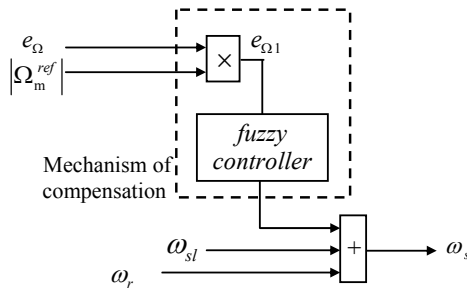 e_Ω
|Ω_m^ref|
×
e_Ω1
fuzzy
controller
Mechanism of
compensation
ω_sl
ω_r
+
ω_s